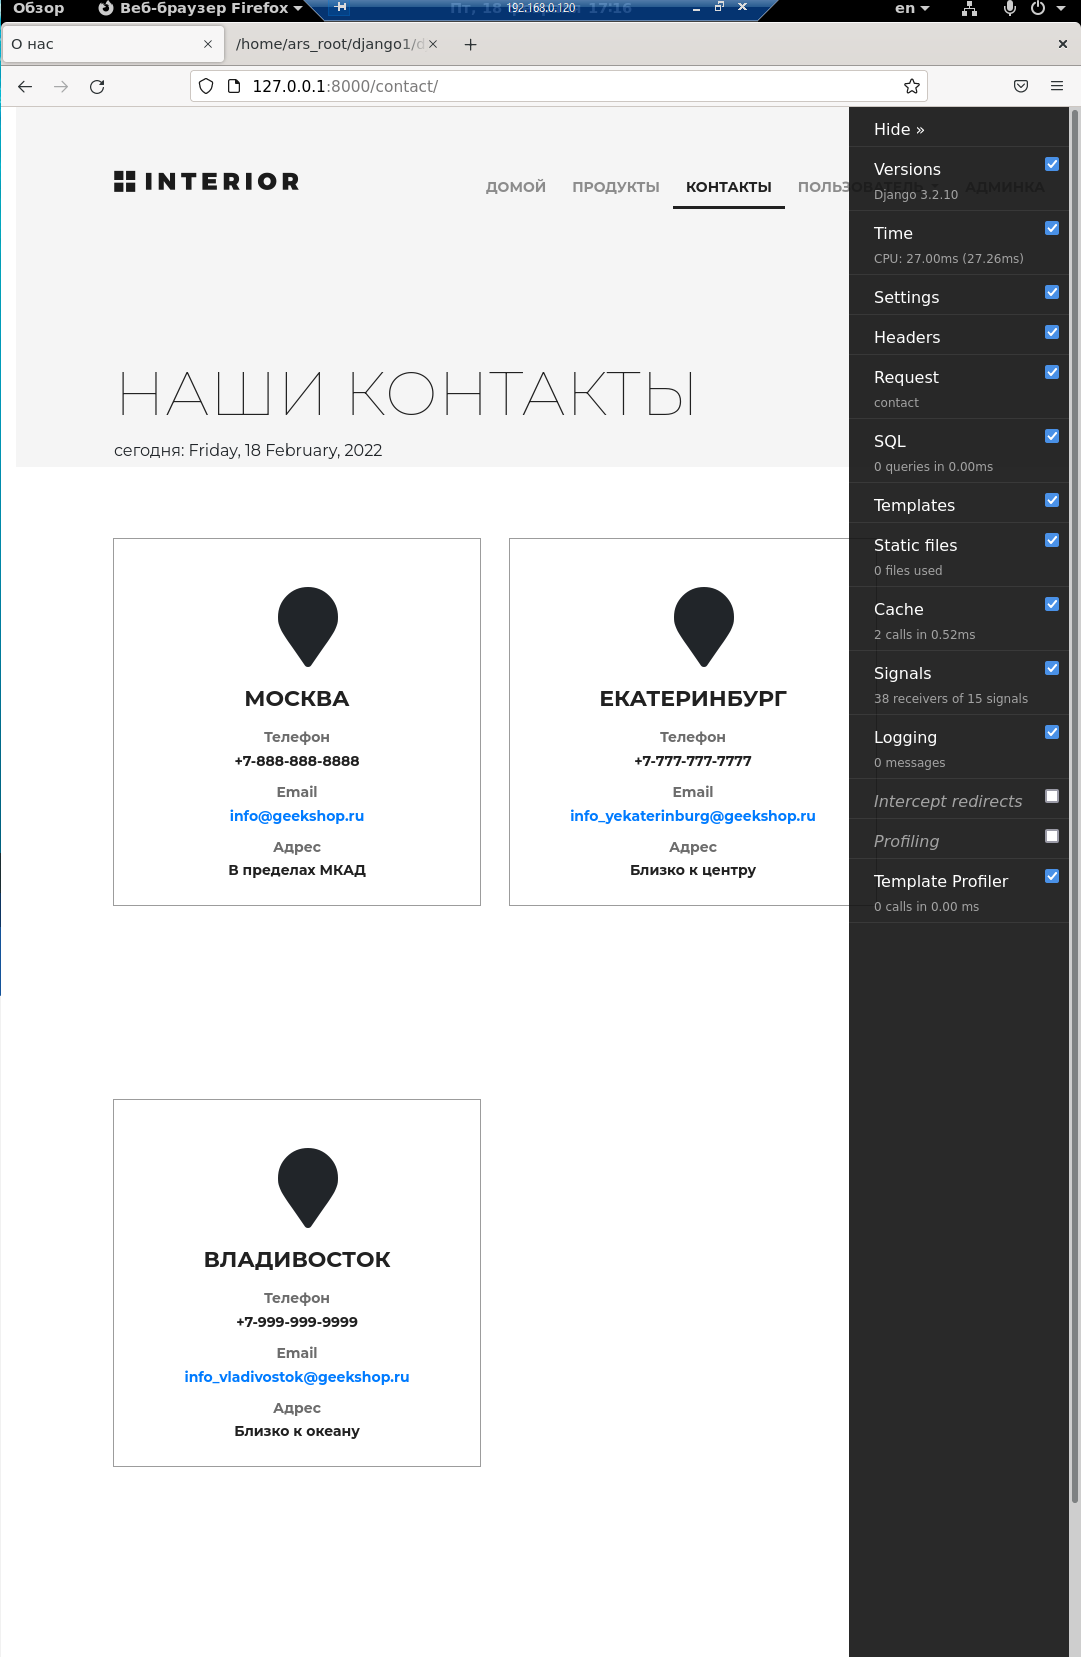 Обзор
Веб-браузер Firefox
Пт, 18 17:16
192.168.0.120
en
О нас
/home/ars_root/django1/d
127.0.0.1:8000/contact/
INTERIOR
ДОМОЙ
ПРОДУКТЫ
КОНТАКТЫ
ПОЛЬЗОВАТЕЛЬ
АДМИНКА
НАШИ КОНТАКТЫ
сегодня: Friday, 18 February, 2022
МОСКВА
Телефон
+7-888-888-8888
Email
info@geekshop.ru
Адрес
В пределах МКАД
ЕКАТЕРИНБУРГ
Телефон
+7-777-777-7777
Email
info_yekaterinburg@geekshop.ru
Адрес
Близко к центру
ВЛАДИВОСТОК
Телефон
+7-999-999-9999
Email
info_vladivostok@geekshop.ru
Адрес
Близко к океану
Hide »
Versions
Django 3.2.10
Time
CPU: 27.00ms (27.26ms)
Settings
Headers
Request
contact
SQL
0 queries in 0.00ms
Templates
Static files
0 files used
Cache
2 calls in 0.52ms
Signals
38 receivers of 15 signals
Logging
0 messages
Intercept redirects
Profiling
Template Profiler
0 calls in 0.00 ms